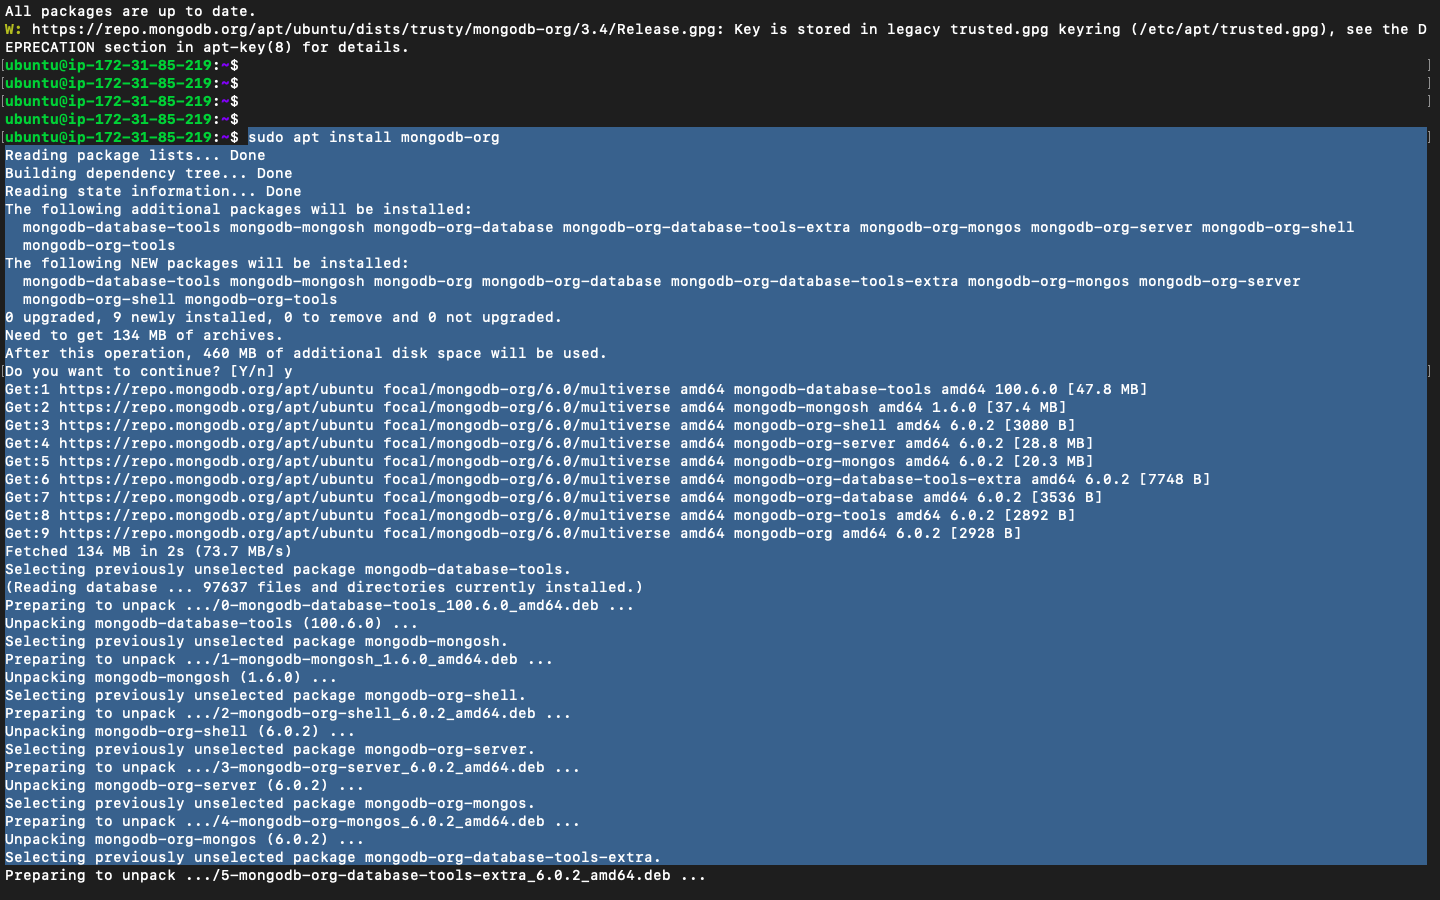 All packages are up to date.
W: https://repo.mongodb.org/apt/ubuntu/dists/trusty/mongodb-org/3.4/Release.gpg: Key is stored in legacy trusted.gpg keyring (/etc/apt/trusted.gpg), see the D
EPRECATION section in apt-key(8) for details.
[ubuntu@ip-172-31-85-219:~$ ]
[ubuntu@ip-172-31-85-219:~$ ]
[ubuntu@ip-172-31-85-219:~$ ]
ubuntu@ip-172-31-85-219:~$
[ubuntu@ip-172-31-85-219:~$ sudo apt install mongodb-org ]
Reading package lists... Done
Building dependency tree... Done
Reading state information... Done
The following additional packages will be installed:
  mongodb-database-tools mongodb-mongosh mongodb-org-database mongodb-org-database-tools-extra mongodb-org-mongos mongodb-org-server mongodb-org-shell
  mongodb-org-tools
The following NEW packages will be installed:
  mongodb-database-tools mongodb-mongosh mongodb-org mongodb-org-database mongodb-org-database-tools-extra mongodb-org-mongos mongodb-org-server
  mongodb-org-shell mongodb-org-tools
0 upgraded, 9 newly installed, 0 to remove and 0 not upgraded.
Need to get 134 MB of archives.
After this operation, 460 MB of additional disk space will be used.
[Do you want to continue? [Y/n] y ]
Get:1 https://repo.mongodb.org/apt/ubuntu focal/mongodb-org/6.0/multiverse amd64 mongodb-database-tools amd64 100.6.0 [47.8 MB]
Get:2 https://repo.mongodb.org/apt/ubuntu focal/mongodb-org/6.0/multiverse amd64 mongodb-mongosh amd64 1.6.0 [37.4 MB]
Get:3 https://repo.mongodb.org/apt/ubuntu focal/mongodb-org/6.0/multiverse amd64 mongodb-org-shell amd64 6.0.2 [3080 B]
Get:4 https://repo.mongodb.org/apt/ubuntu focal/mongodb-org/6.0/multiverse amd64 mongodb-org-server amd64 6.0.2 [28.8 MB]
Get:5 https://repo.mongodb.org/apt/ubuntu focal/mongodb-org/6.0/multiverse amd64 mongodb-org-mongos amd64 6.0.2 [20.3 MB]
Get:6 https://repo.mongodb.org/apt/ubuntu focal/mongodb-org/6.0/multiverse amd64 mongodb-org-database-tools-extra amd64 6.0.2 [7748 B]
Get:7 https://repo.mongodb.org/apt/ubuntu focal/mongodb-org/6.0/multiverse amd64 mongodb-org-database amd64 6.0.2 [3536 B]
Get:8 https://repo.mongodb.org/apt/ubuntu focal/mongodb-org/6.0/multiverse amd64 mongodb-org-tools amd64 6.0.2 [2892 B]
Get:9 https://repo.mongodb.org/apt/ubuntu focal/mongodb-org/6.0/multiverse amd64 mongodb-org amd64 6.0.2 [2928 B]
Fetched 134 MB in 2s (73.7 MB/s)
Selecting previously unselected package mongodb-database-tools.
(Reading database ... 97637 files and directories currently installed.)
Preparing to unpack .../0-mongodb-database-tools_100.6.0_amd64.deb ...
Unpacking mongodb-database-tools (100.6.0) ...
Selecting previously unselected package mongodb-mongosh.
Preparing to unpack .../1-mongodb-mongosh_1.6.0_amd64.deb ...
Unpacking mongodb-mongosh (1.6.0) ...
Selecting previously unselected package mongodb-org-shell.
Preparing to unpack .../2-mongodb-org-shell_6.0.2_amd64.deb ...
Unpacking mongodb-org-shell (6.0.2) ...
Selecting previously unselected package mongodb-org-server.
Preparing to unpack .../3-mongodb-org-server_6.0.2_amd64.deb ...
Unpacking mongodb-org-server (6.0.2) ...
Selecting previously unselected package mongodb-org-mongos.
Preparing to unpack .../4-mongodb-org-mongos_6.0.2_amd64.deb ...
Unpacking mongodb-org-mongos (6.0.2) ...
Selecting previously unselected package mongodb-org-database-tools-extra.
Preparing to unpack .../5-mongodb-org-database-tools-extra_6.0.2_amd64.deb ...